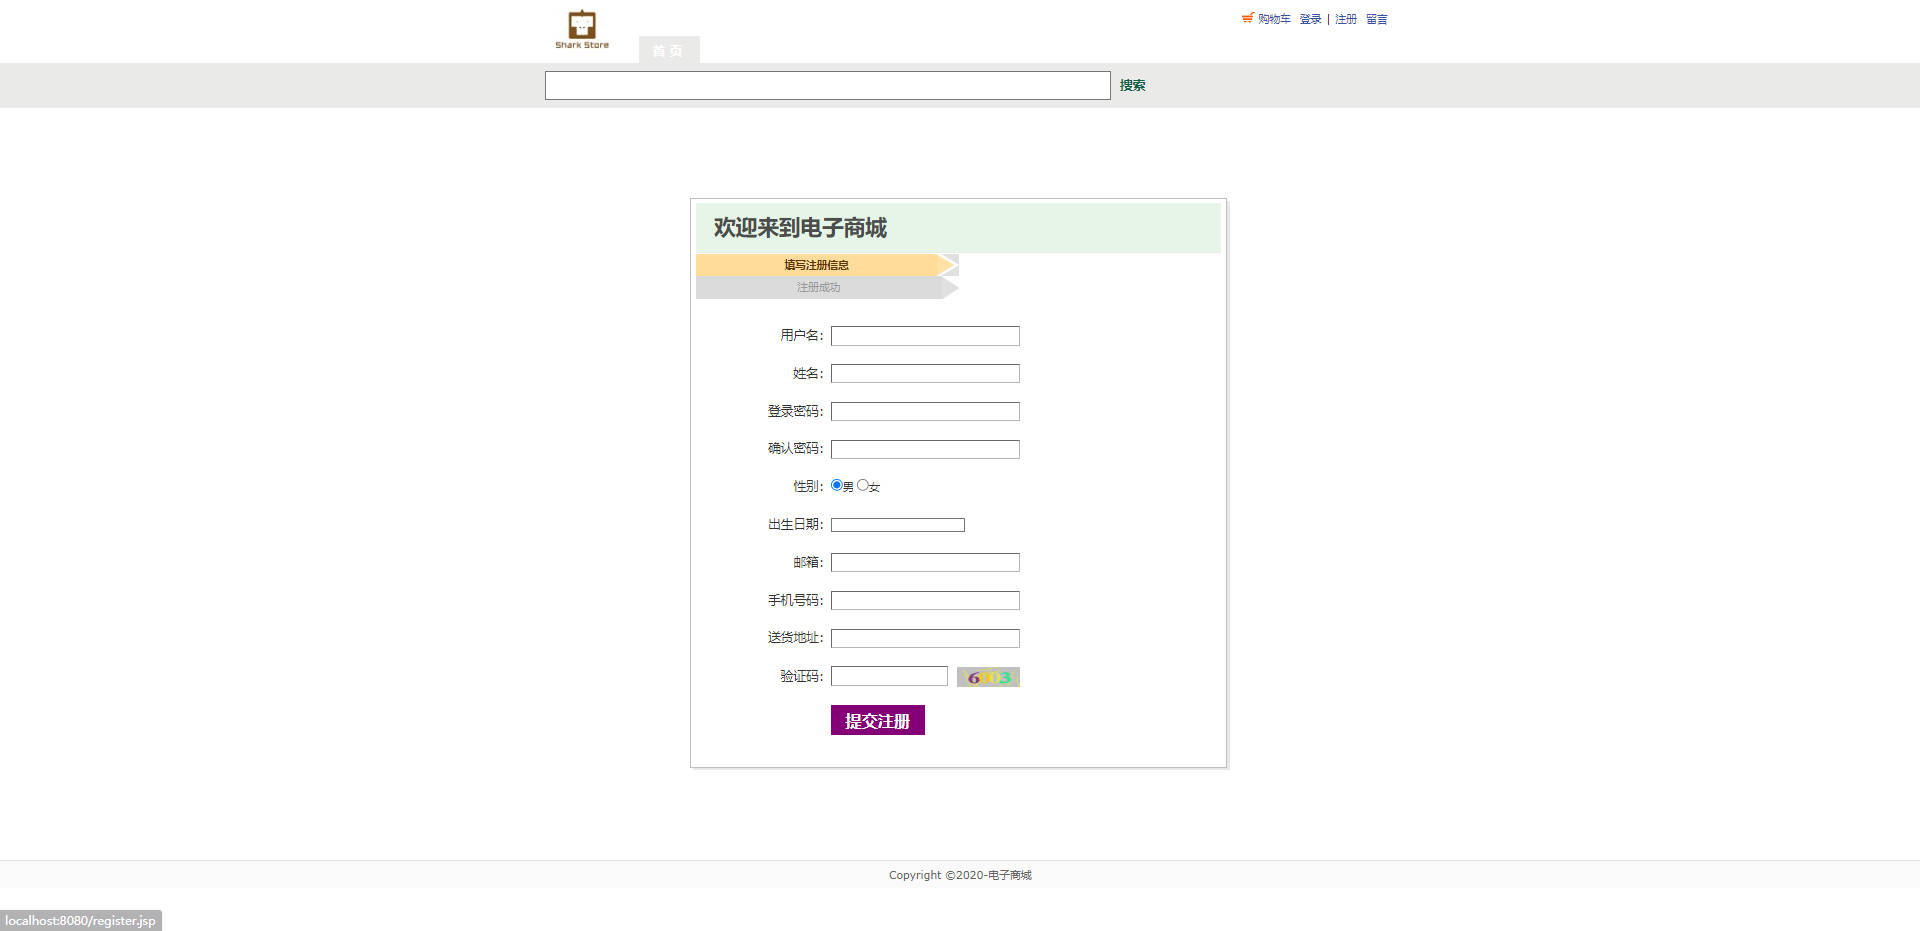 Shark Store
首 页
购物车 登录 | 注册 留言
搜索
欢迎来到电子商城
填写注册信息
注册成功
用户名：
姓名：
登录密码：
确认密码：
性别：男 女
出生日期：
邮箱：
手机号码：
送货地址：
验证码：
提交注册
Copyright ©2020-电子商城
localhost:8080/register.jsp